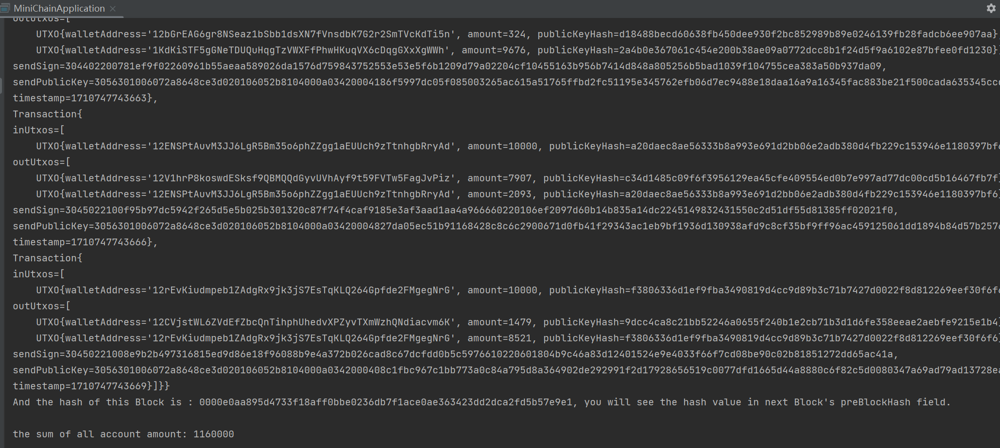 MiniChainApplication
outUtxos=[
UTXO{walletAddress='12bGrEAG6gr8NSeaz1bSbb1dsXN7fVnsdbK7G2r2SmTVcKdTi5n', amount=324, publicKeyHash=d18488becd60638fb450dee930f2bc852989b89e0246139fb28fadcb6ee907aa},
UTXO{walletAddress='1KdKiSTF5gGNeTDUQuHqgTzVWXFfPhwHKuqVX6cDqgGXxXgWWh', amount=9676, publicKeyHash=2a4b0e367061c454e200b38ae09a0772dcc8b1f24d5f9a6102e87bfee0fd1230}]
sendSign=304402200781ef9f02260961b55aeaa589026da1576d759843752553e53e5f6b1209d79a02204cf10455163b956b7414d848a805256b5bad1039f104755cea383a50b937da09,
sendPublicKey=3056301006072a8648ce3d020106052b8104000a03420004186f5997dc05f085003265ac615a51765ffbd2fc51195e345762efb06d7ec9488e18daa16a9a16345fac883be21f500cada635345cc
timestamp=1710747743663},
Transaction{
inUtxos=[
UTXO{walletAddress='12ENSPtAuvM3JJ6LgR5Bm35o6phZZgg1aEUUch9zTtnhgbRryAd', amount=10000, publicKeyHash=a20daec8ae56333b8a993e691d2bb06e2adb380d4fb229c153946e1180397bf6
outUtxos=[
UTXO{walletAddress='12V1hrP8koswdESksf9QBMQQdGyvUVhAyf9t59FVTw5FagJvPiz', amount=7907, publicKeyHash=c34d1485c09f6f3956129ea45cfe409554ed0b7e997ad77dc00cd5b16467fb7f}
UTXO{walletAddress='12ENSPtAuvM3JJ6LgR5Bm35o6phZZgg1aEUUch9zTtnhgbRryAd', amount=2093, publicKeyHash=a20daec8ae56333b8a993e691d2bb06e2adb380d4fb229c153946e1180397bf6}
sendSign=3045022100f95b97dc5942f265d5e5b025b301320c87f74f4caf9185e3af3aad1aa4a966660220106ef2097d60b14b835a14dc2245149832431550c2d51df55d81385ff02021f0,
sendPublicKey=3056301006072a8648ce3d020106052b8104000a03420004827da05ec51b91168428c8c6c2900671d0fb41f29343ac1eb9bf1936d130938afd9c8cf35bf9ff96ac459125061dd1894b84d57b2576
timestamp=1710747743666},
Transaction{
inUtxos=[
UTXO{walletAddress='12rEvKiudmpeb1ZAdgRx9jk3jS7EsTqKLQ264Gpfde2FMgegNrG', amount=10000, publicKeyHash=f3806336d1ef9fba3490819d4cc9d89b3c71b7427d0022f8d812269eef30f6f6
outUtxos=[
UTXO{walletAddress='12CVjstWL6ZVdEfZbcQnTihphUhedvXPZyvTXmWzhQNdiacvm6K', amount=1479, publicKeyHash=9dcc4ca8c21bb52246a0655f240b1e2cb71b3d1d6fe358eeae2aebfe9215e1b4}
UTXO{walletAddress='12rEvKiudmpeb1ZAdgRx9jk3jS7EsTqKLQ264Gpfde2FMgegNrG', amount=8521, publicKeyHash=f3806336d1ef9fba3490819d4cc9d89b3c71b7427d0022f8d812269eef30f6f6}
sendSign=30450221008e9b2b497316815ed9d86e18f96088b9e4a372b026cad8c67dcfdd0b5c5976610220601804b9c46a83d12401524e9e4033f66f7cd08be90c02b81851272dd65ac41a,
sendPublicKey=3056301006072a8648ce3d020106052b8104000a0342000408c1fbc967c1bb773a0c84a795d8a364902de292991f2d17928656519c0077dfd1665d44a8880c6f82c5d0080347a69ad79ad13728ea
timestamp=1710747743669}]}}
And the hash of this Block is : 0000e0aa895d4733f18aff0bbe0236db7f1ace0ae363423dd2dca2fd5b57e9e1, you will see the hash value in next Block's preBlockHash field.
the sum of all account amount: 1160000